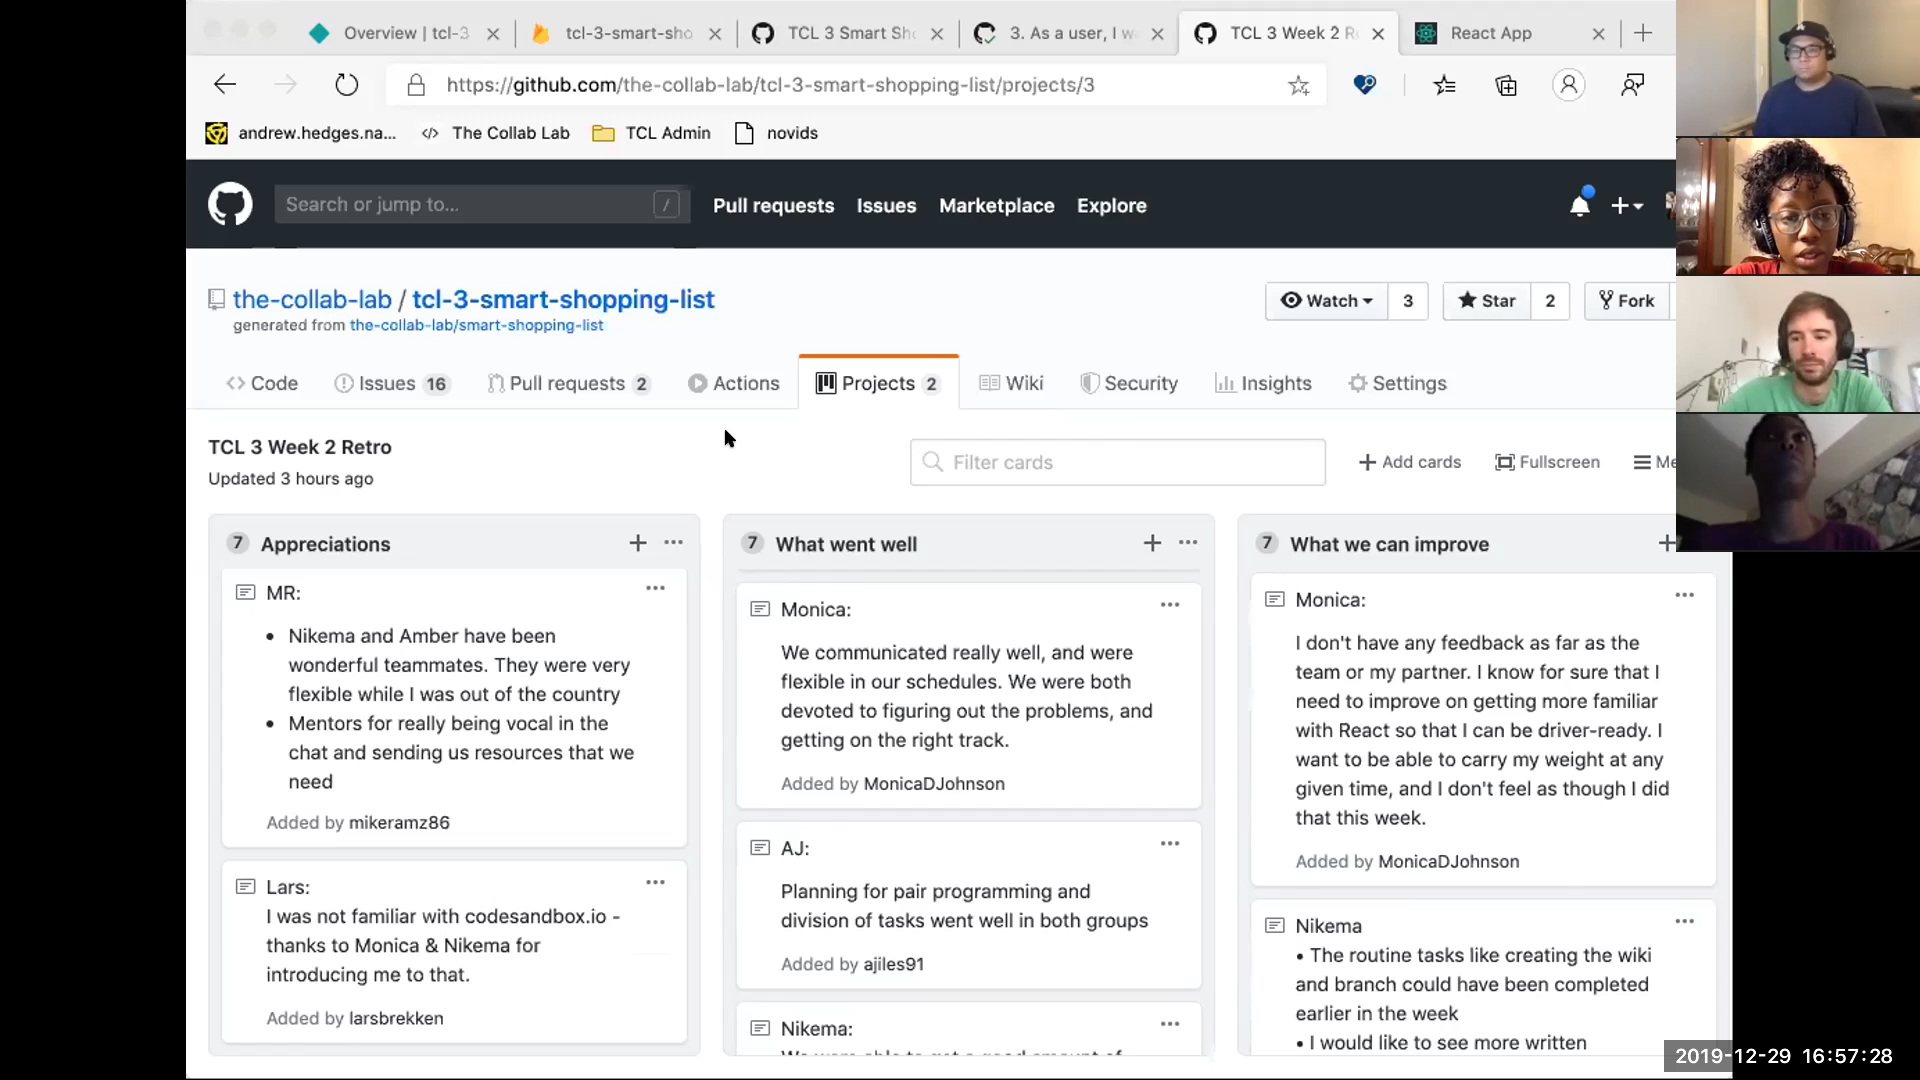 Overview | tcl-3
tcl-3-smart-sho
TCL 3 Smart Sh
3. As a user, I w
TCL 3 Week 2 R
React App
https://github.com/the-collab-lab/tcl-3-smart-shopping-list/projects/3
andrew.hedges.na...
The Collab Lab
TCL Admin
novids
Search or jump to...
/
Pull requests
Issues
Marketplace
Explore
the-collab-lab / tcl-3-smart-shopping-list
generated from the-collab-lab/smart-shopping-list
Watch
3
Star
2
Fork
Code
Issues 16
Pull requests 2
Actions
Projects 2
Wiki
Security
Insights
Settings
TCL 3 Week 2 Retro
Updated 3 hours ago
Filter cards
Add cards
Fullscreen
Me
7 Appreciations
MR:
• Nikema and Amber have been
wonderful teammates. They were very
flexible while I was out of the country
• Mentors for really being vocal in the
chat and sending us resources that we
need
Added by mikeramz86
Lars:
I was not familiar with codesandbox.io -
thanks to Monica & Nikema for
introducing me to that.
Added by larsbrekken
7 What went well
Monica:
We communicated really well, and were
flexible in our schedules. We were both
devoted to figuring out the problems, and
getting on the right track.
Added by MonicaDJohnson
AJ:
Planning for pair programming and
division of tasks went well in both groups
Added by ajiles91
Nikema:
7 What we can improve
Monica:
I don't have any feedback as far as the
team or my partner. I know for sure that I
need to improve on getting more familiar
with React so that I can be driver-ready. I
want to be able to carry my weight at any
given time, and I don't feel as though I did
that this week.
Added by MonicaDJohnson
Nikema
• The routine tasks like creating the wiki
and branch could have been completed
earlier in the week
• I would like to see more written
2019-12-29 16:57:28